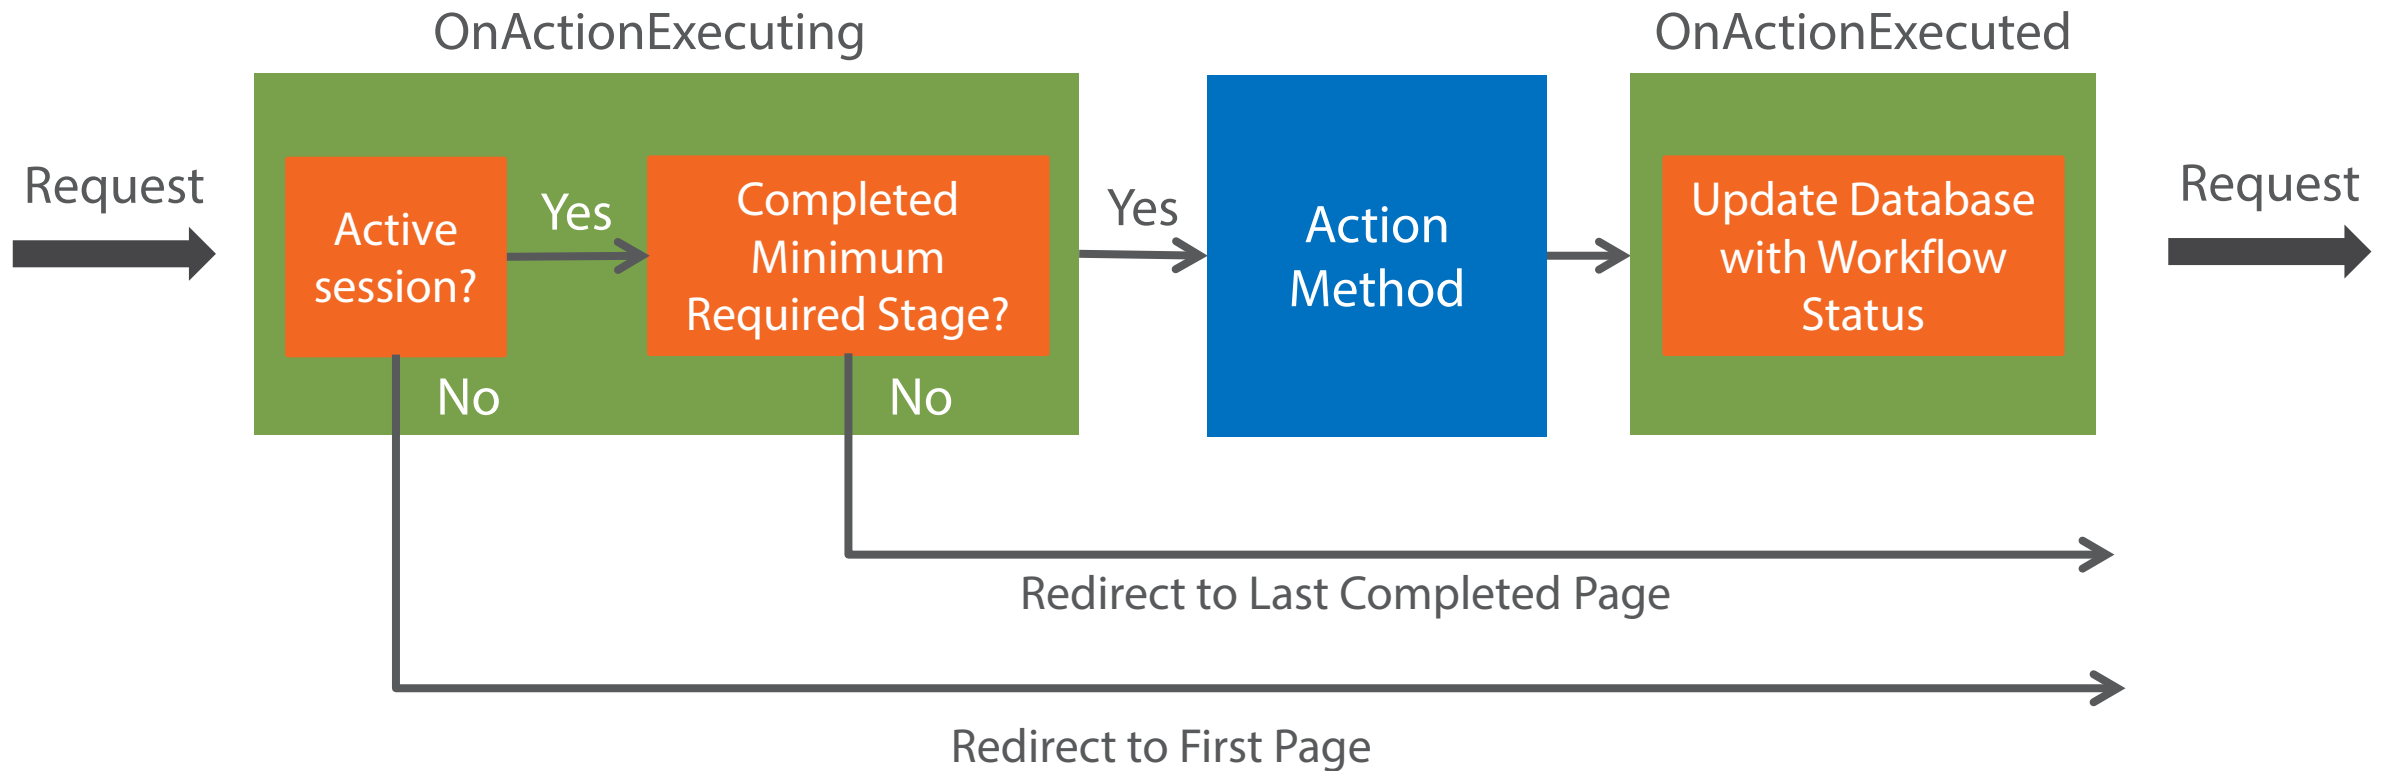 OnActionExecuting
OnActionExecuted
Request
Active
session?
Yes
Completed
Minimum
Required Stage?
Yes
Action
Method
Update Database
with Workflow
Status
Request
No
No
Redirect to Last Completed Page
Redirect to First Page